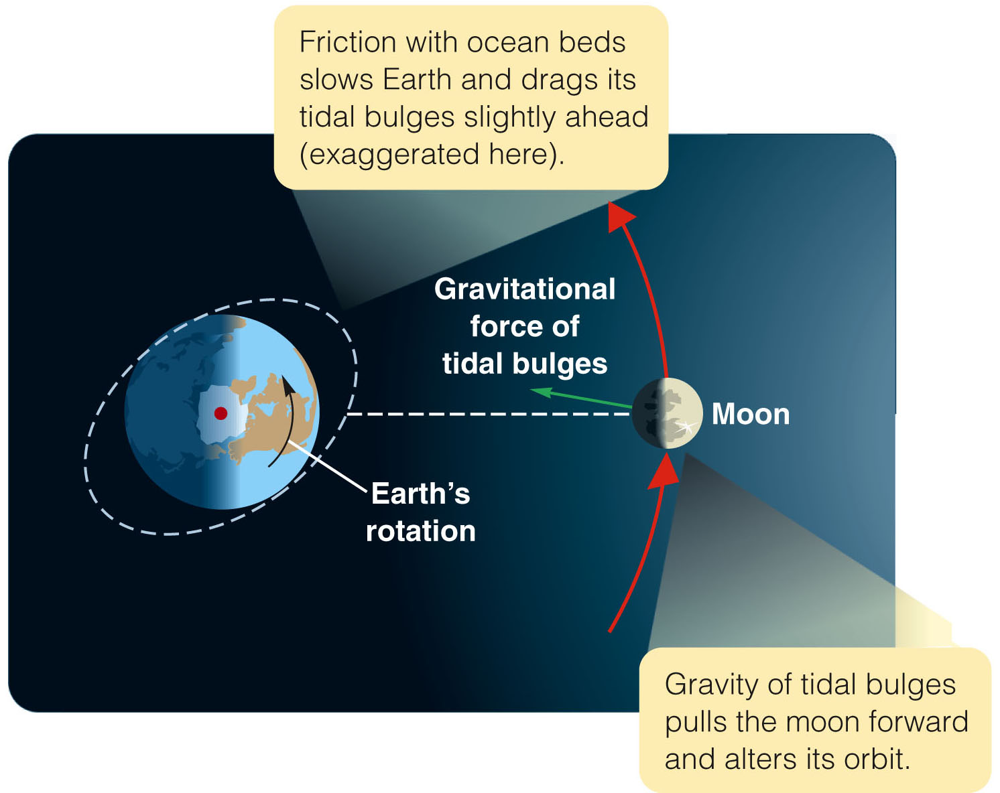 Friction with ocean beds
slows Earth and drags its
tidal bulges slightly ahead
(exaggerated here).
Gravitational
force of
tidal bulges
Moon
Earth’s
rotation
Gravity of tidal bulges
pulls the moon forward
and alters its orbit.